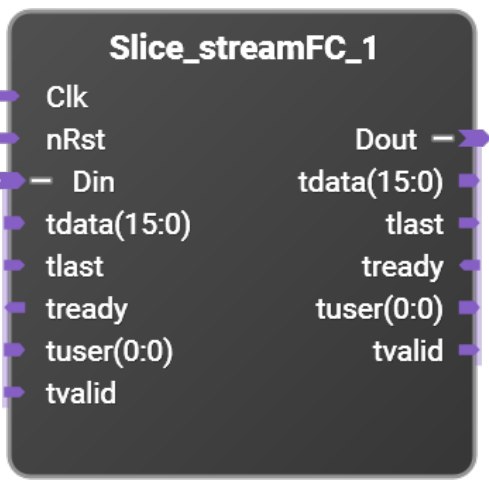 Slice_streamFC_1
Clk
nRst
Din
tdata(15:0)
tlast
tready
tuser(0:0)
tvalid
Dout
tdata(15:0)
tlast
tready
tuser(0:0)
tvalid